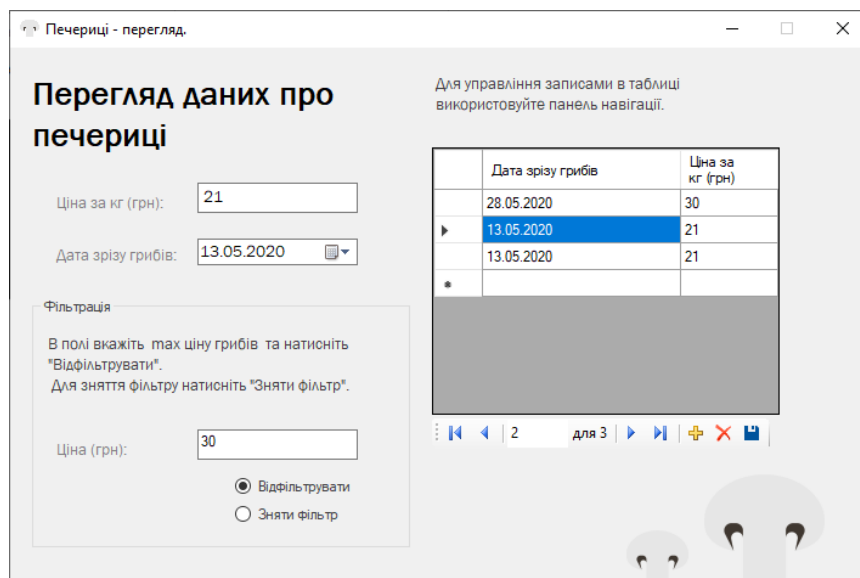 Печериці - перегляд.
Перегляд даних про
печериці
Ціна за кг (грн):
21
Дата зрізу грибів:
13.05.2020
Фільтрація
В полі вкажіть max ціну грибів та натисніть
"Відфільтрувати".
Для зняття фільтру натисніть "Зняти фільтр".
Ціна (грн):
30
Відфільтрувати
Зняти фільтр
Для управління записами в таблиці
використовуйте панель навігації.
Дата зрізу грибів
Ціна за
кг (грн)
28.05.2020 30
13.05.2020 21
13.05.2020 21
2 для 3